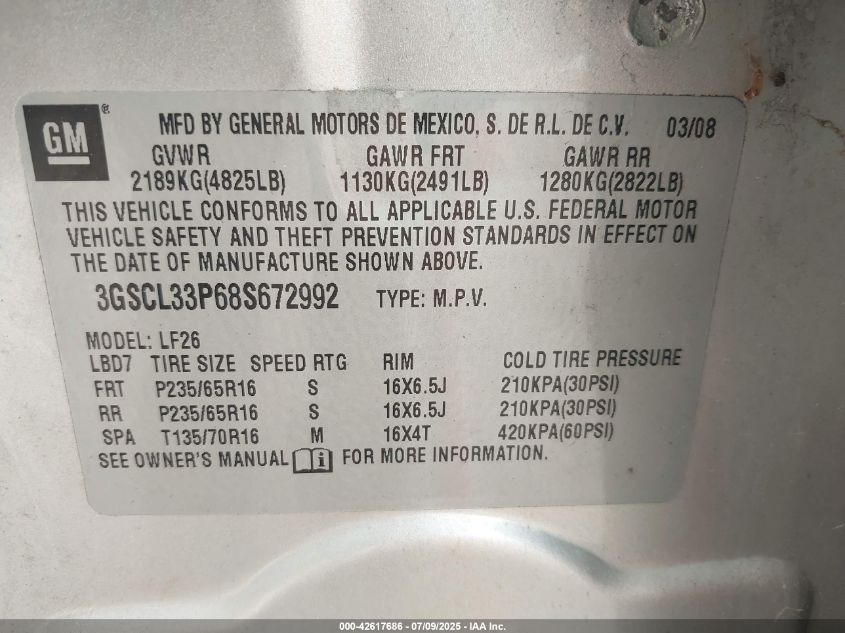 GM ® MFD BY GENERAL MOTORS DE MEXICO, S. DE R.L. DE C.V. 03/08
GVWR GAWR FRT GAWR RR
2189KG(4825LB) 1130KG(2491LB) 1280KG(2822LB)
THIS VEHICLE CONFORMS TO ALL APPLICABLE U.S. FEDERAL MOTOR
VEHICLE SAFETY AND THEFT PREVENTION STANDARDS IN EFFECT ON
THE DATE OF MANUFACTURE SHOWN ABOVE.
3GSCL33P68S672992 TYPE: M.P.V.
MODEL: LF26
LBD7 TIRE SIZE SPEED RTG RIM COLD TIRE PRESSURE
FRT P235/65R16 S 16X6.5J 210KPA(30PSI)
RR P235/65R16 S 16X6.5J 210KPA(30PSI)
SPA T135/70R16 M 16X4T 420KPA(60PSI)
SEE OWNER'S MANUAL i FOR MORE INFORMATION.
000-42617686 - 07/09/2025 - IAA Inc.